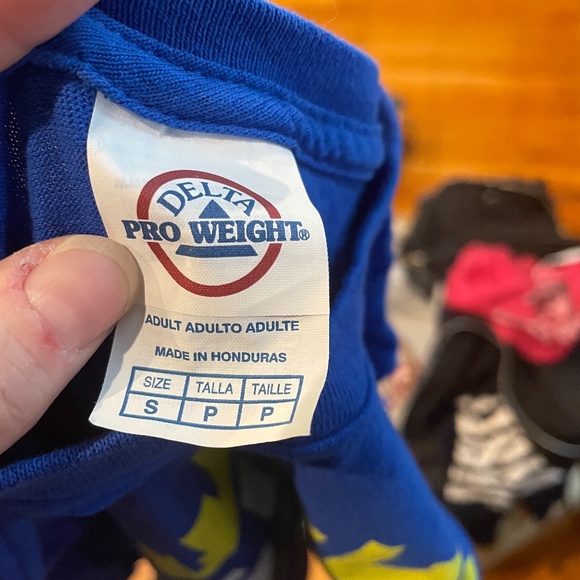 DELTA
PRO WEIGHT®
ADULT ADULTO ADULTE
MADE IN HONDURAS
SIZE TALLA TAILLE
S P P